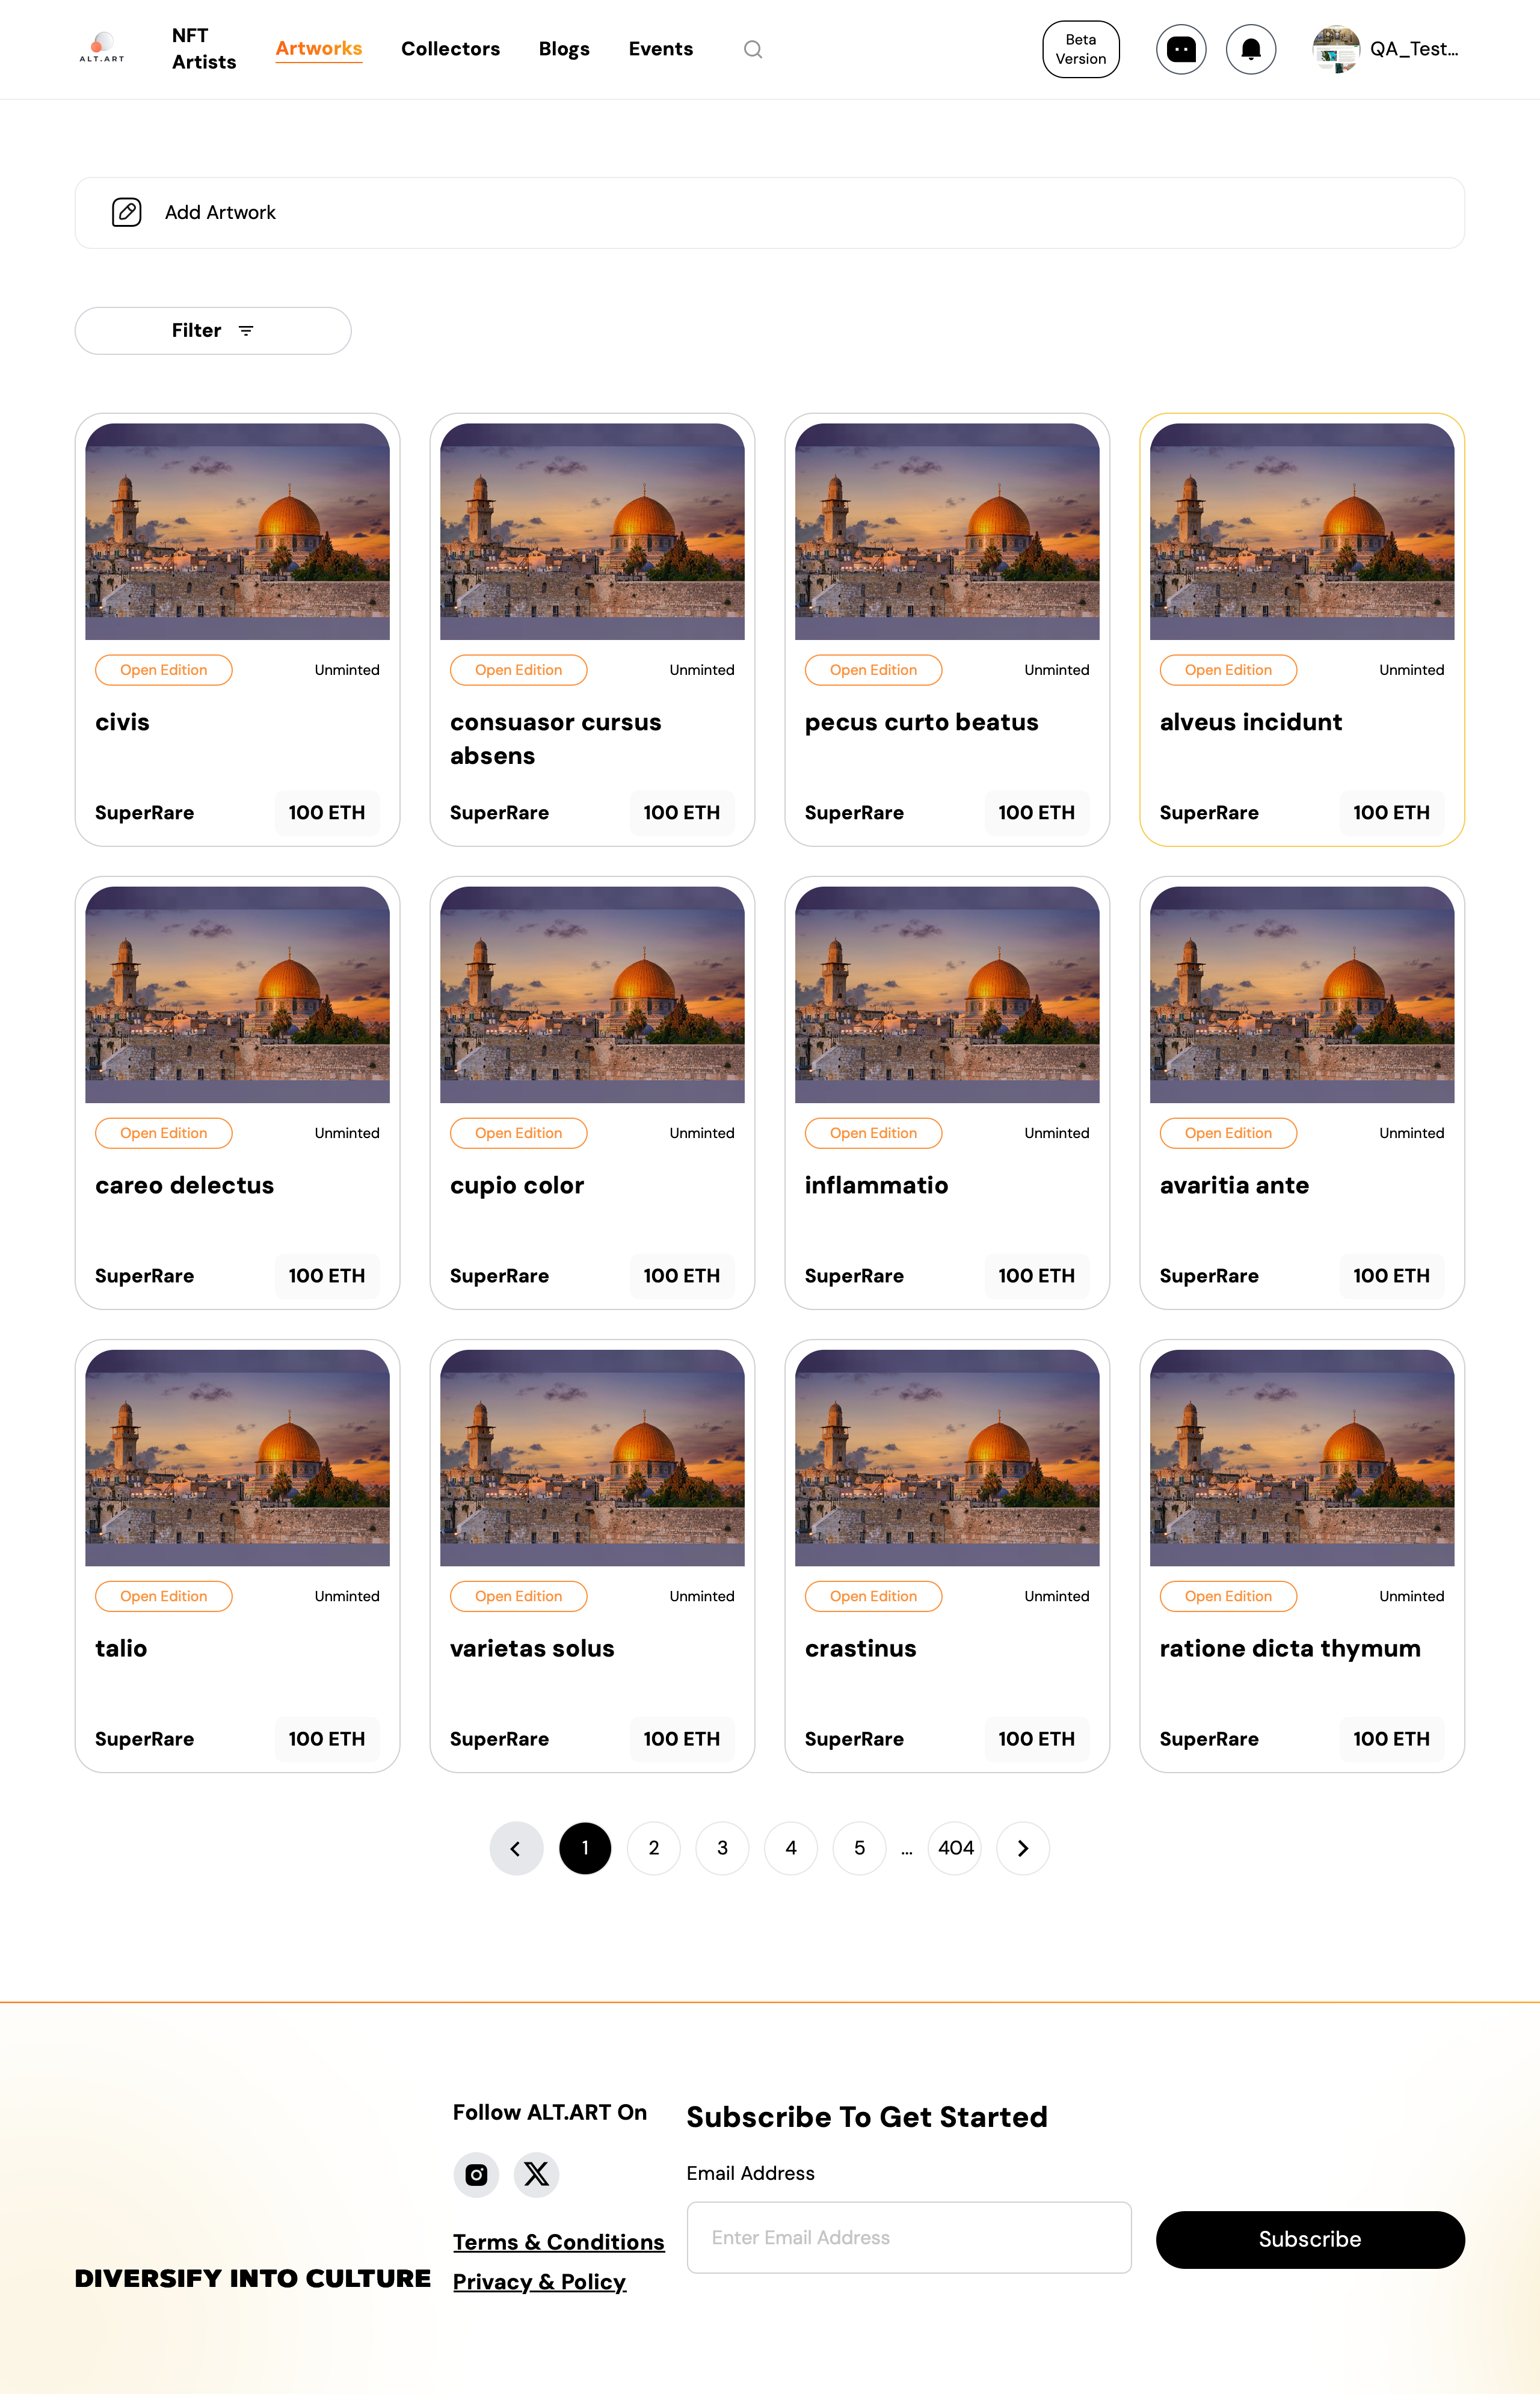 ALT.ART
NFT
Artists
Artworks
Collectors
Blogs
Events
Beta
Version
QA_Test...
Add Artwork
Filter
Open Edition Unminted
civis
SuperRare 100 ETH
Open Edition Unminted
consuasor cursus
absens
SuperRare 100 ETH
Open Edition Unminted
pecus curto beatus
SuperRare 100 ETH
Open Edition Unminted
alveus incidunt
SuperRare 100 ETH
Open Edition Unminted
careo delectus
SuperRare 100 ETH
Open Edition Unminted
cupio color
SuperRare 100 ETH
Open Edition Unminted
inflammatio
SuperRare 100 ETH
Open Edition Unminted
avaritia ante
SuperRare 100 ETH
Open Edition Unminted
talio
SuperRare 100 ETH
Open Edition Unminted
varietas solus
SuperRare 100 ETH
Open Edition Unminted
crastinus
SuperRare 100 ETH
Open Edition Unminted
ratione dicta thymum
SuperRare 100 ETH
1 2 3 4 5 ... 404
DIVERSIFY INTO CULTURE
Follow ALT.ART On
Terms & Conditions
Privacy & Policy
Subscribe To Get Started
Email Address
Enter Email Address
Subscribe